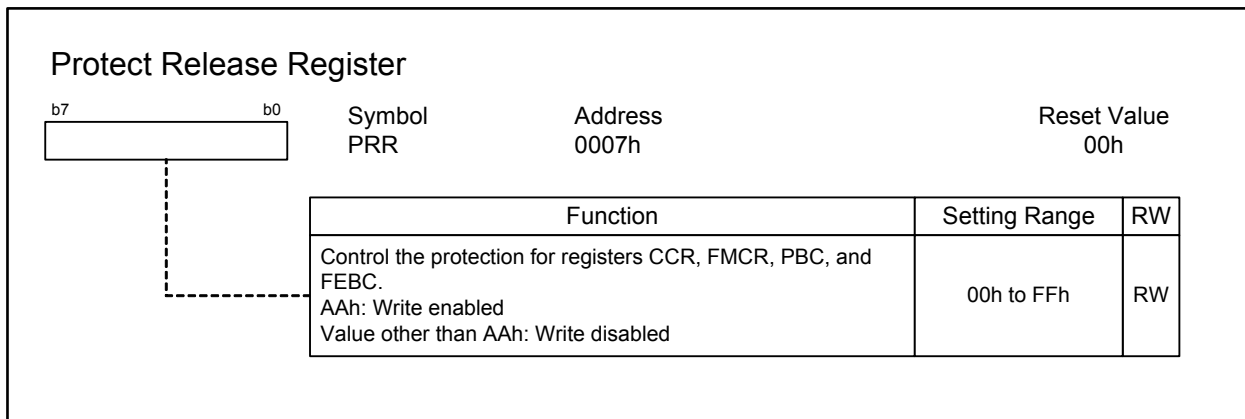 Protect Release Register
b7 b0 Symbol Address Reset Value
PRR 0007h 00h
Function Setting Range RW
Control the protection for registers CCR, FMCR, PBC, and
FEBC.
AAh: Write enabled
Value other than AAh: Write disabled
00h to FFh RW